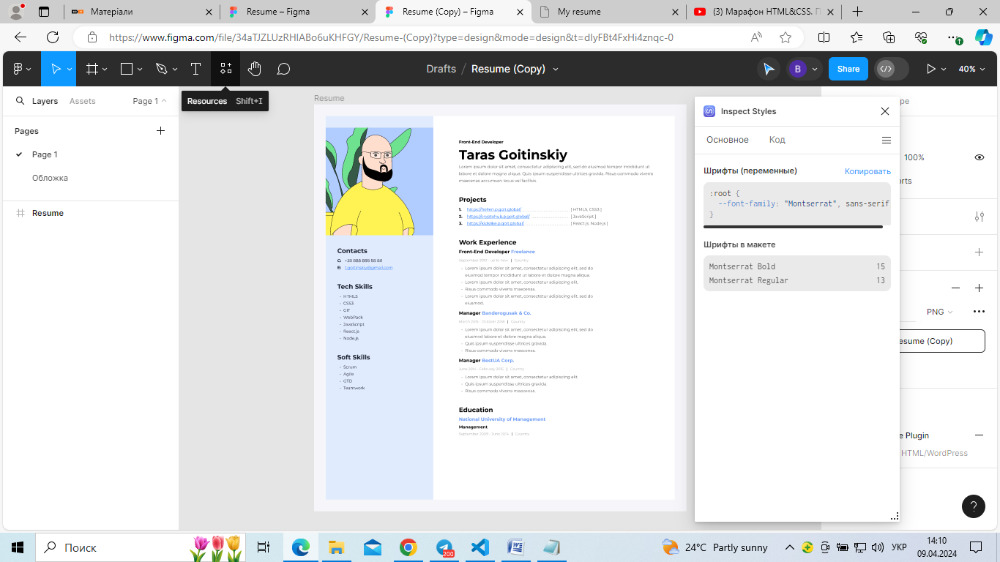 Матеріали
Resume – Figma
Resume (Copy) – Figma
My resume
(3) Марафон HTML&CSS. П
https://www.figma.com/file/34aTJZLUzRHIABo6uKHFGY/Resume-(Copy)?type=design&mode=design&t=dIyFBt4FxHi4znqc-0
Drafts / Resume (Copy)
B
Share
40%
Layers
Assets
Page 1
Resources Shift+I
Pages
Page 1
Обложка
Resume
Resume
Contacts
C: +38 088 888 88 88
E: t.goitinskiy@gmail.com
Tech Skills
- HTML5
- CSS3
- GIT
- WebPack
- JavaScript
- React.js
- Node.js
Soft Skills
- Scrum
- Agile
- GTD
- Teamwork
Front-End Developer
Taras Goitinskiy
Lorem ipsum dolor sit amet, consectetur adipiscing elit, sed do eiusmod tempor incididunt ut
labore et dolore magna aliqua. Quis ipsum suspendisse ultrices gravida. Risus commodo viverra
maecenas accumsan lacus vel facilisis.
Projects
1. https://hellen.p.goit.global/ [ HTML5, CSS3 ]
2. https://cryptohub.p.goit.global/ [ JavaScript ]
3. https://kidslike.p.goit.global/ [ React.js, Node.js ]
Work Experience
Front-End Developer Freelance
September 2019 - up to now | Country
- Lorem ipsum dolor sit amet, consectetur adipiscing elit, sed do
eiusmod tempor incididunt ut labore et dolore magna aliqua.
- Lorem ipsum dolor sit amet, consectetur adipiscing elit.
- Risus commodo viverra maecenas.
- Lorem ipsum dolor sit amet, consectetur adipiscing elit, sed do
eiusmod.
Manager Banderogusak & Co.
March 2015 - October 2019 | Country
- Lorem ipsum dolor sit amet, consectetur adipiscing elit, sed do
eiusmod labore et dolore magna aliqua.
- Quis ipsum suspendisse ultrices gravida.
- Risus commodo viverra maecenas.
Manager BestUA Corp.
June 2014 - February 2015 | Country
- Lorem ipsum dolor sit amet, consectetur adipiscing elit.
- Quis ipsum suspendisse ultrices gravida.
- Risus commodo viverra maecenas.
Education
National University of Management
Management
September 2009 - June 2014 | Country
Inspect Styles
Основное
Код
Шрифты (переменные)
Копировать
:root {
--font-family: "Montserrat", sans-serif
}
Шрифты в макете
Montserrat Bold 15
Montserrat Regular 13
100%
PNG
esume (Copy)
e Plugin
HTML/WordPress
?
Поиск
200
24°C Partly sunny
УКР
14:10
09.04.2024